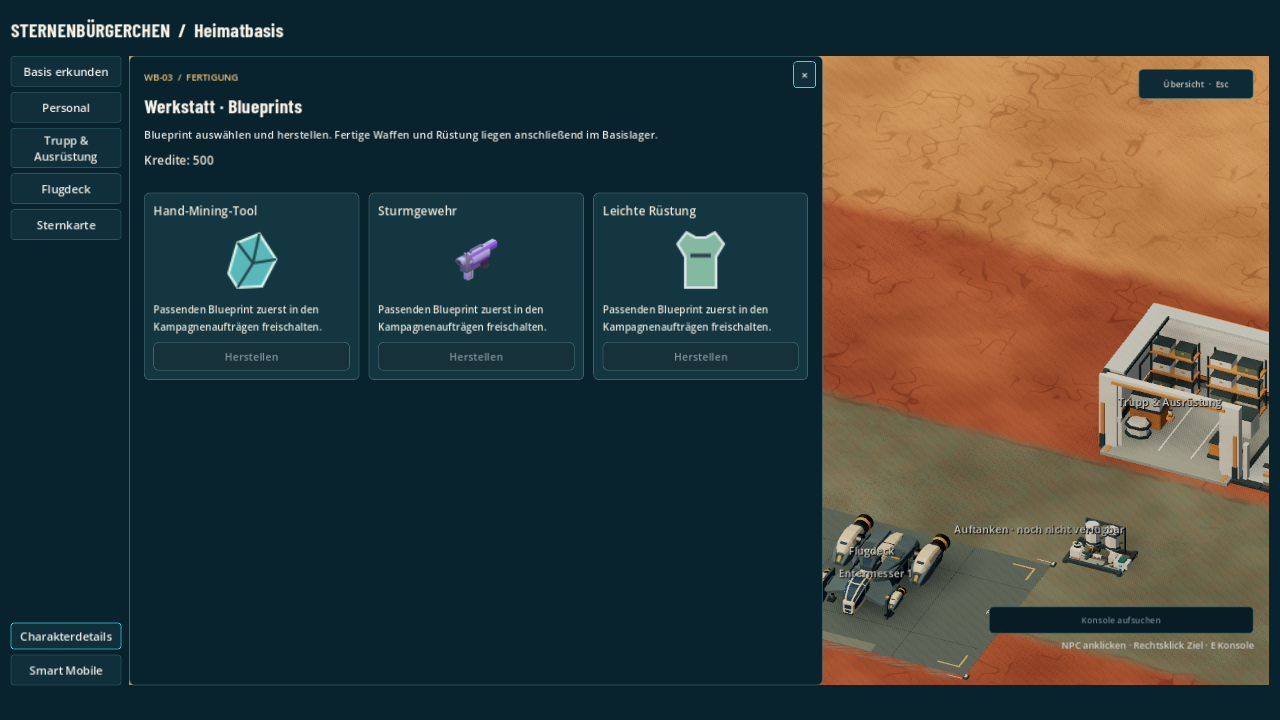 STERNENBÜRGERCHEN / Heimatbasis
Basis erkunden
Personal
Trupp &
Ausrüstung
Flugdeck
Sternkarte
Charakterdetails
Smart Mobile
WB-03 / FERTIGUNG
×
Werkstatt · Blueprints
Blueprint auswählen und herstellen. Fertige Waffen und Rüstung liegen anschließend im Basislager.
Kredite: 500
Hand-Mining-Tool
Passenden Blueprint zuerst in den
Kampagnenaufträgen freischalten.
Herstellen
Sturmgewehr
Passenden Blueprint zuerst in den
Kampagnenaufträgen freischalten.
Herstellen
Leichte Rüstung
Passenden Blueprint zuerst in den
Kampagnenaufträgen freischalten.
Herstellen
Übersicht · Esc
Trupp & Ausrüstung
Auftanken · noch nicht verfügbar
Flugdeck
Entermesser 1
Konsole aufsuchen
NPC anklicken · Rechtsklick Ziel · E Konsole